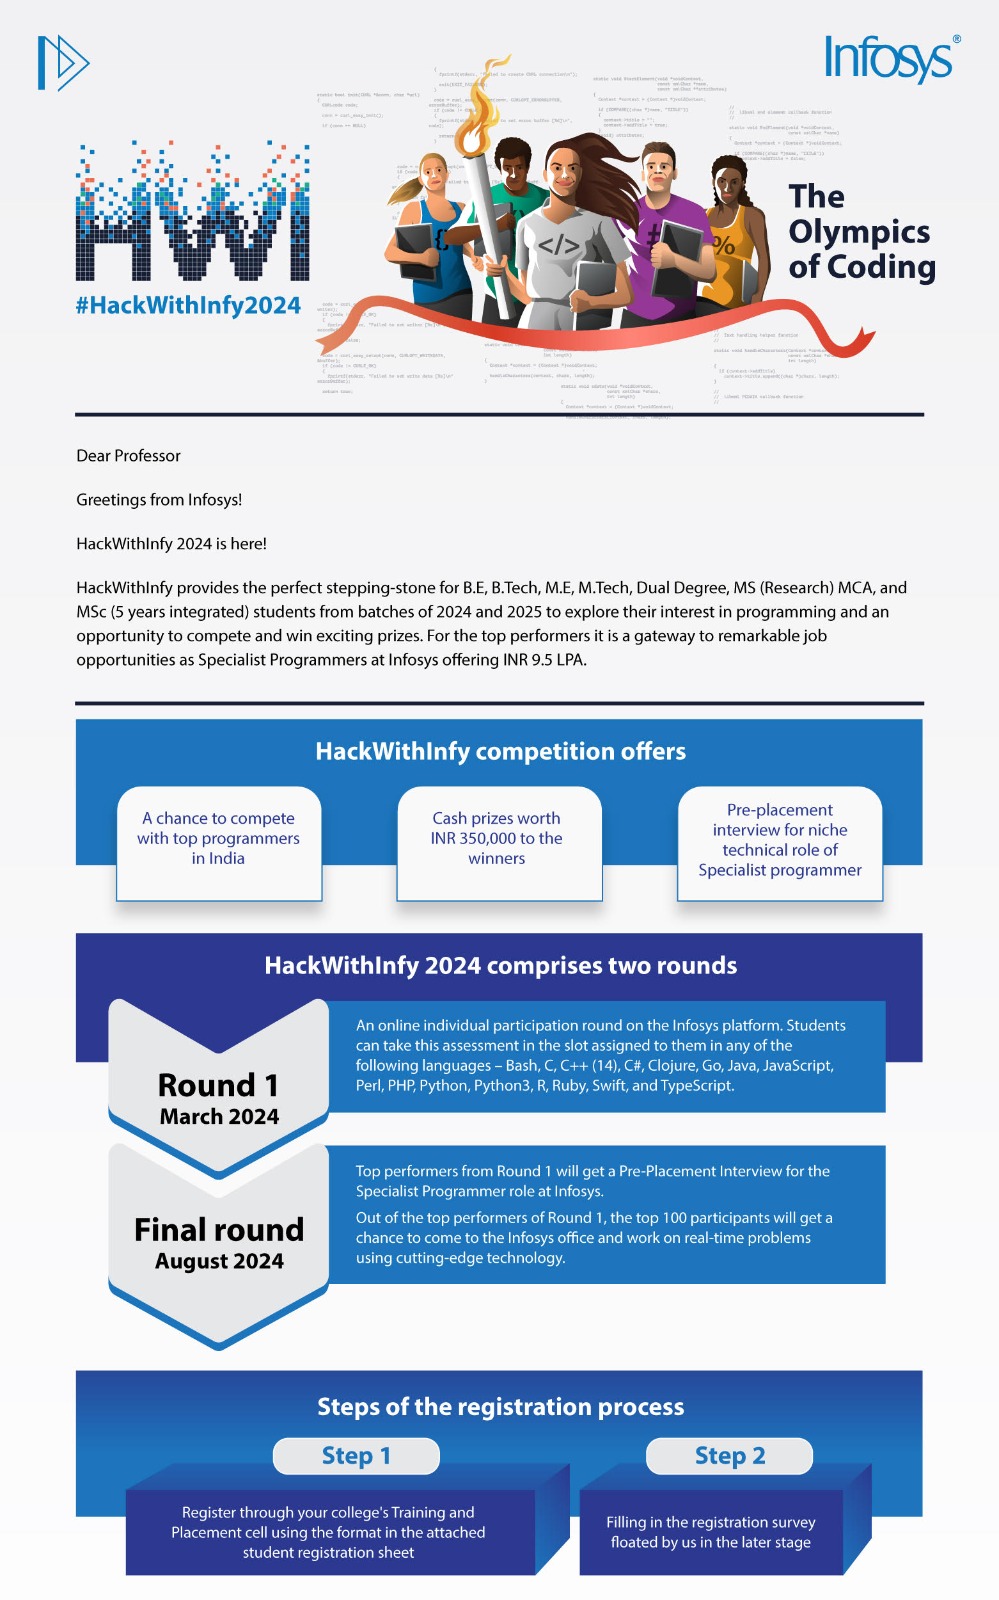 Infosys®
HWI
#HackWithInfy2024
The
Olympics
of Coding
{}
</>
#
%
Dear Professor
Greetings from Infosys!
HackWithInfy 2024 is here!
HackWithInfy provides the perfect stepping-stone for B.E, B.Tech, M.E, M.Tech, Dual Degree, MS (Research) MCA, and
MSc (5 years integrated) students from batches of 2024 and 2025 to explore their interest in programming and an
opportunity to compete and win exciting prizes. For the top performers it is a gateway to remarkable job
opportunities as Specialist Programmers at Infosys offering INR 9.5 LPA.
HackWithInfy competition offers
A chance to compete
with top programmers
in India
Cash prizes worth
INR 350,000 to the
winners
Pre-placement
interview for niche
technical role of
Specialist programmer
HackWithInfy 2024 comprises two rounds
Round 1
March 2024
An online individual participation round on the Infosys platform. Students
can take this assessment in the slot assigned to them in any of the
following languages – Bash, C, C++ (14), C#, Clojure, Go, Java, JavaScript,
Perl, PHP, Python, Python3, R, Ruby, Swift, and TypeScript.
Final round
August 2024
Top performers from Round 1 will get a Pre-Placement Interview for the
Specialist Programmer role at Infosys.
Out of the top performers of Round 1, the top 100 participants will get a
chance to come to the Infosys office and work on real-time problems
using cutting-edge technology.
Steps of the registration process
Step 1
Register through your college's Training and
Placement cell using the format in the attached
student registration sheet
Step 2
Filling in the registration survey
floated by us in the later stage